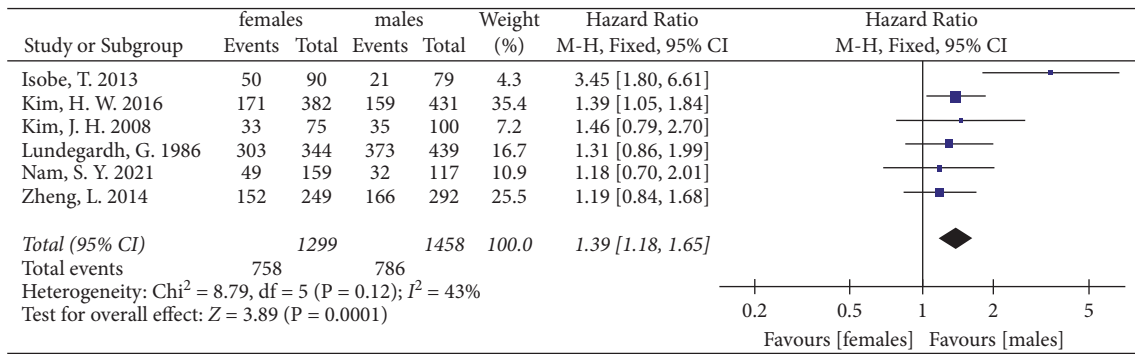 females males Weight Hazard Ratio Hazard Ratio
Study or Subgroup Events Total Events Total (%) M-H, Fixed, 95% CI M-H, Fixed, 95% CI
Isobe, T. 2013 50 90 21 79 4.3 3.45 [1.80, 6.61]
Kim, H. W. 2016 171 382 159 431 35.4 1.39 [1.05, 1.84]
Kim, J. H. 2008 33 75 35 100 7.2 1.46 [0.79, 2.70]
Lundegardh, G. 1986 303 344 373 439 16.7 1.31 [0.86, 1.99]
Nam, S. Y. 2021 49 159 32 117 10.9 1.18 [0.70, 2.01]
Zheng, L. 2014 152 249 166 292 25.5 1.19 [0.84, 1.68]
Total (95% CI) 1299 1458 100.0 1.39 [1.18, 1.65]
Total events 758 786
Heterogeneity: Chi² = 8.79, df = 5 (P = 0.12); I² = 43%
Test for overall effect: Z = 3.89 (P = 0.0001)
0.2 0.5 1 2 5
Favours [females] Favours [males]